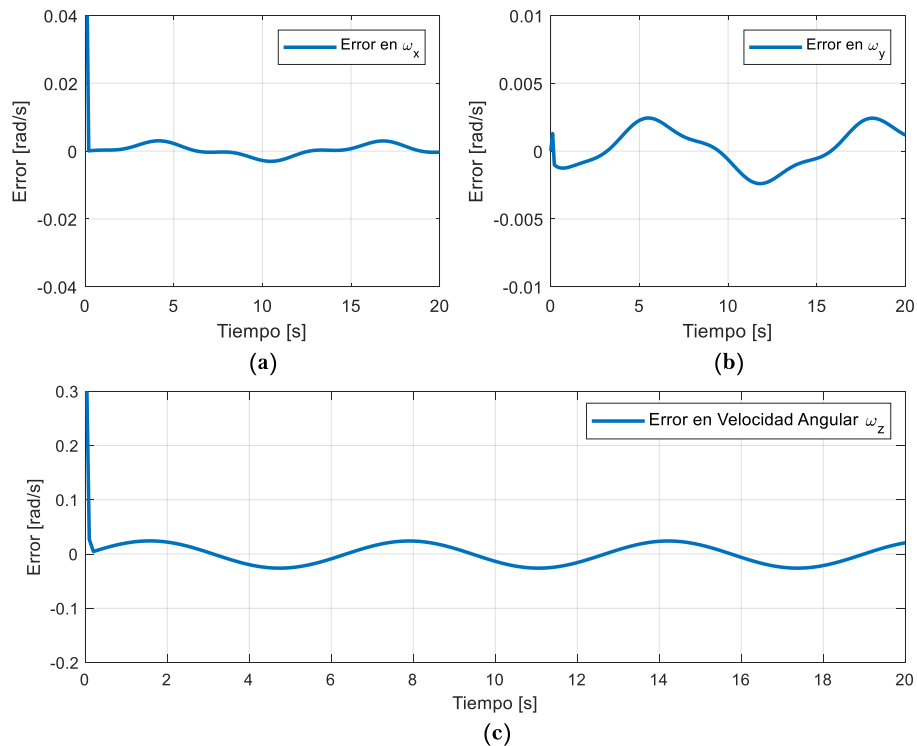 0.04
0.02
0
-0.02
-0.04
Error [rad/s]
Error en ωx
0 5 10 15 20
Tiempo [s]
(a)
0.01
0.005
0
-0.005
-0.01
Error [rad/s]
Error en ωy
0 5 10 15 20
Tiempo [s]
(b)
0.3
0.2
0.1
0
-0.1
-0.2
Error [rad/s]
Error en Velocidad Angular ωz
0 2 4 6 8 10 12 14 16 18 20
Tiempo [s]
(c)